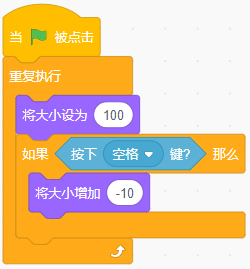 当 被点击
重复执行
将大小设为 100
如果 按下 空格 键? 那么
将大小增加 -10